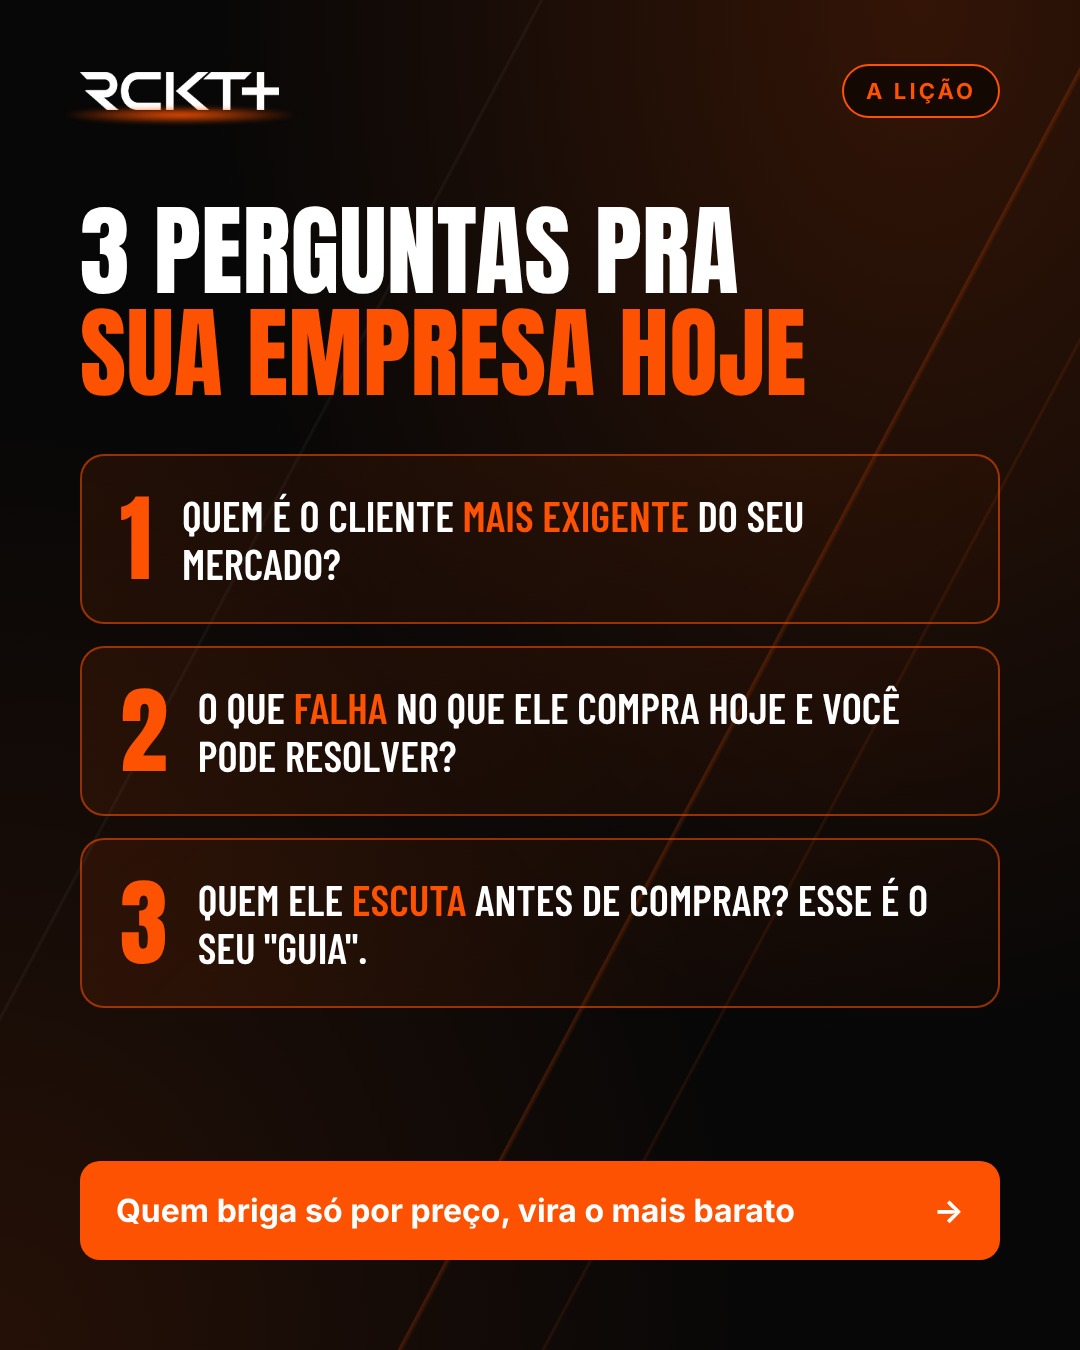 RCKT+
A LIÇÃO
3 PERGUNTAS PRA
SUA EMPRESA HOJE
1
QUEM É O CLIENTE MAIS EXIGENTE DO SEU
MERCADO?
2
O QUE FALHA NO QUE ELE COMPRA HOJE E VOCÊ
PODE RESOLVER?
3
QUEM ELE ESCUTA ANTES DE COMPRAR? ESSE É O
SEU "GUIA".
Quem briga só por preço, vira o mais barato →